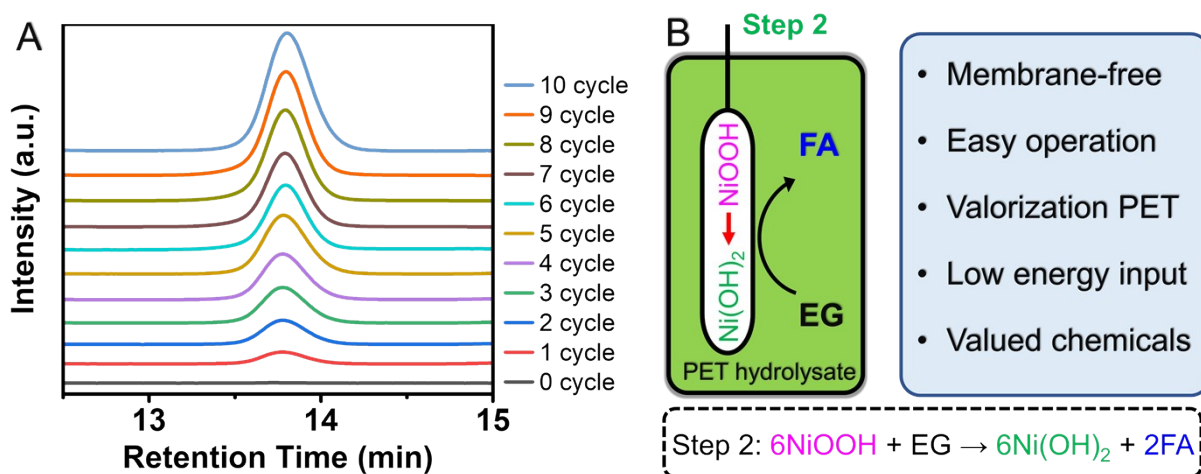 A
Intensity (a.u.)
10 cycle
9 cycle
8 cycle
7 cycle
6 cycle
5 cycle
4 cycle
3 cycle
2 cycle
1 cycle
0 cycle
13
14
15
Retention Time (min)
B
Step 2
NiOOH
Ni(OH)₂
FA
EG
PET hydrolysate
• Membrane-free
• Easy operation
• Valorization PET
• Low energy input
• Valued chemicals
Step 2: 6NiOOH + EG → 6Ni(OH)₂ + 2FA